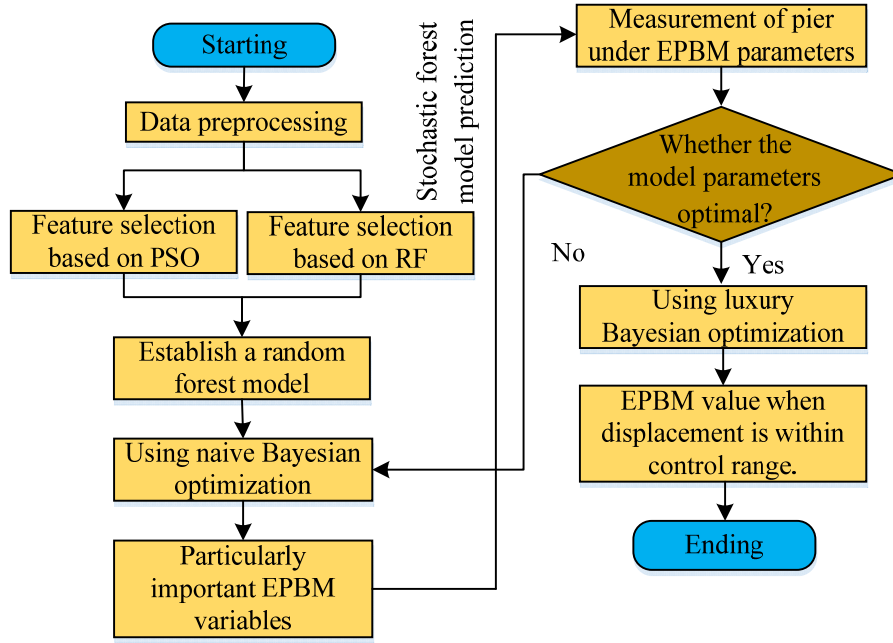 Starting
Data preprocessing
Feature selection
based on PSO
Feature selection
based on RF
Establish a random
forest model
Using naive Bayesian
optimization
Particularly
important EPBM
variables
Stochastic forest
model prediction
Measurement of pier
under EPBM parameters
Whether the
model parameters
optimal?
No
Yes
Using luxury
Bayesian optimization
EPBM value when
displacement is within
control range.
Ending